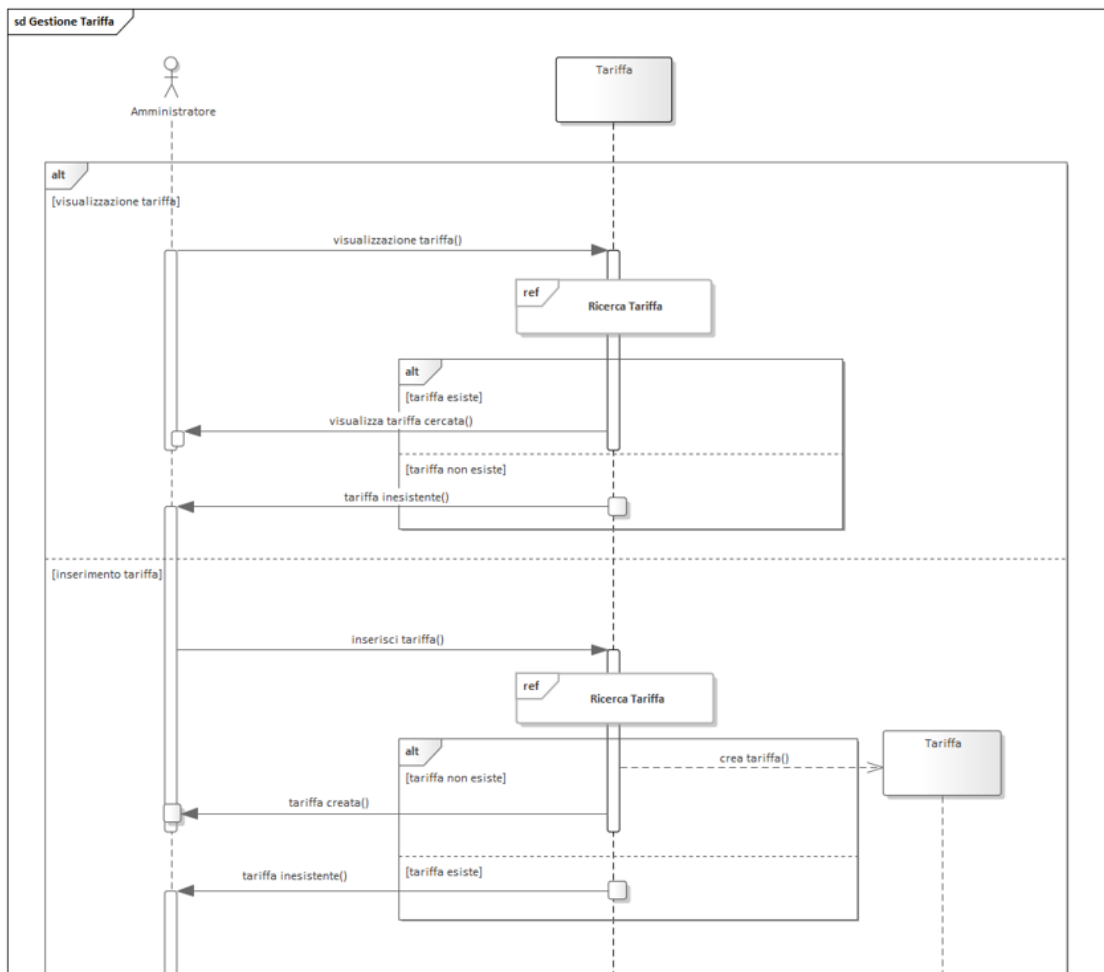 sd Gestione Tariffa
Amministratore
Tariffa
alt
[visualizzazione tariffa]
visualizzazione tariffa()
ref
Ricerca Tariffa
alt
[tariffa esiste]
visualizza tariffa cercata()
[tariffa non esiste]
tariffa inesistente()
[inserimento tariffa]
inserisci tariffa()
ref
Ricerca Tariffa
alt
[tariffa non esiste]
crea tariffa()
Tariffa
tariffa creata()
[tariffa esiste]
tariffa inesistente()